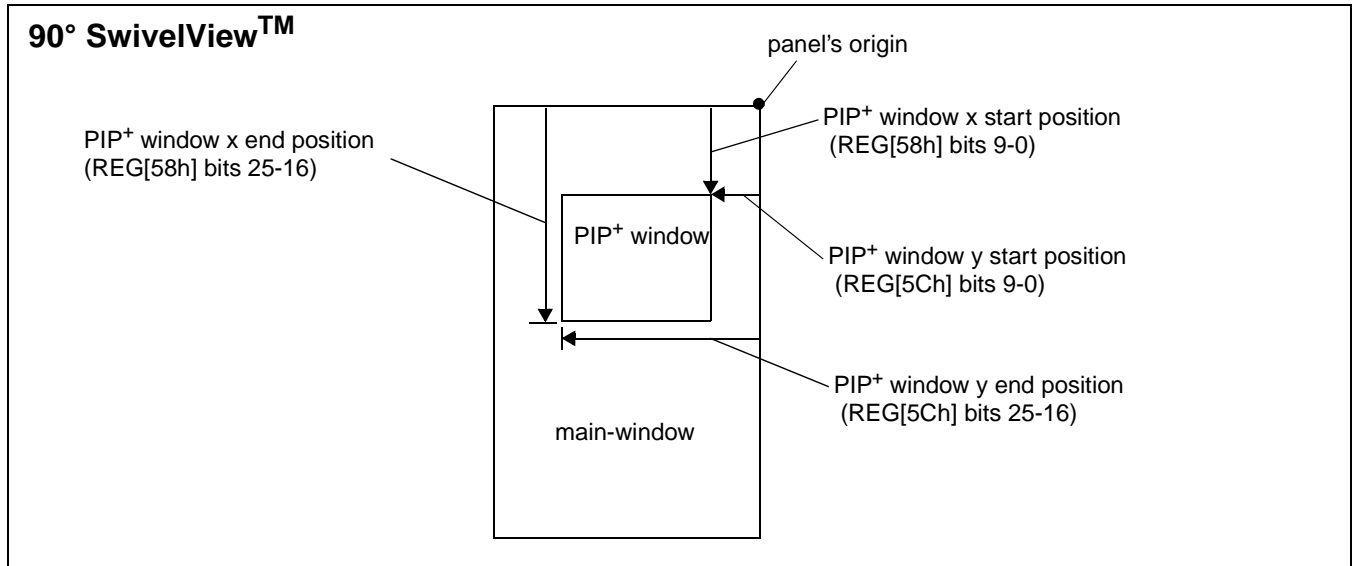 90° SwivelView™
panel's origin
PIP+ window x end position
(REG[58h] bits 25-16)
PIP+ window x start position
(REG[58h] bits 9-0)
PIP+ window
PIP+ window y start position
(REG[5Ch] bits 9-0)
PIP+ window y end position
(REG[5Ch] bits 25-16)
main-window